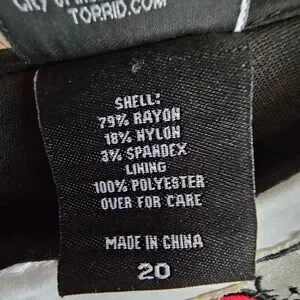 TORRID.COM
SHELL:
79% RAYON
18% NYLON
3% SPANDEX
LINING
100% POLYESTER
OVER FOR CARE
MADE IN CHINA
20